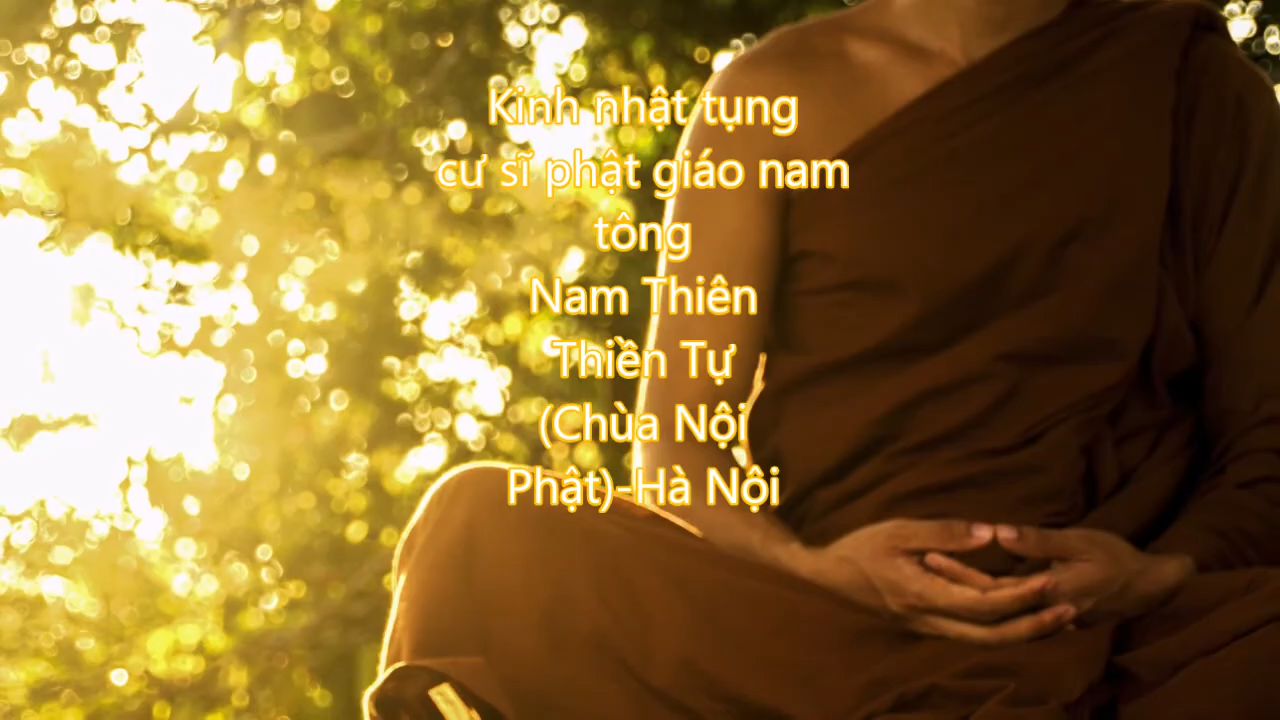 Kinh nhật tụng
cư sĩ phật giáo nam
tông
Nam Thiên
Thiền Tự
(Chùa Nội
Phật)-Hà Nội